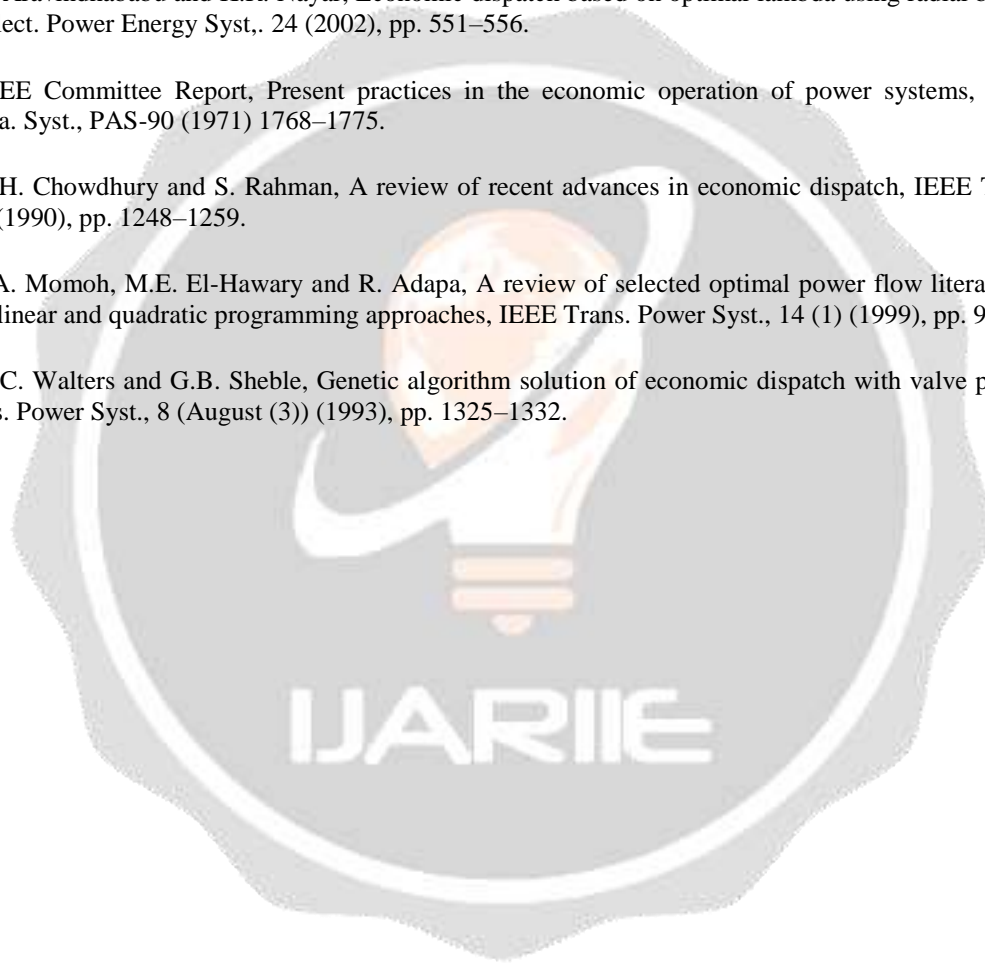 and K.R. Nayar, Economic dispatch based on optimal lambda using radial
lect. Power Energy Syst,. 24 (2002), pp. 551–556.
EE Committee Report, Present practices in the economic operation of power systems,
a. Syst., PAS-90 (1971) 1768–1775.
H. Chowdhury and S. Rahman, A review of recent advances in economic dispatch, IEEE
(1990), pp. 1248–1259.
A. Momoh, M.E. El-Hawary and R. Adapa, A review of selected optimal power flow litera
linear and quadratic programming approaches, IEEE Trans. Power Syst., 14 (1) (1999), pp. 9
C. Walters and G.B. Sheble, Genetic algorithm solution of economic dispatch with valve p
s. Power Syst., 8 (August (3)) (1993), pp. 1325–1332.
IJARIIE